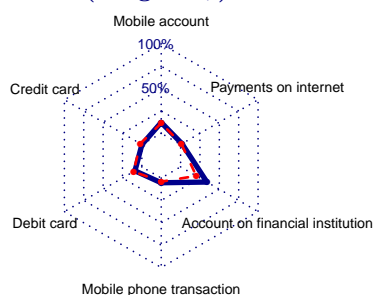 Mobile account
100%
Credit card
50%
Payments on internet
Debit card
Account on financial institution
Mobile phone transaction